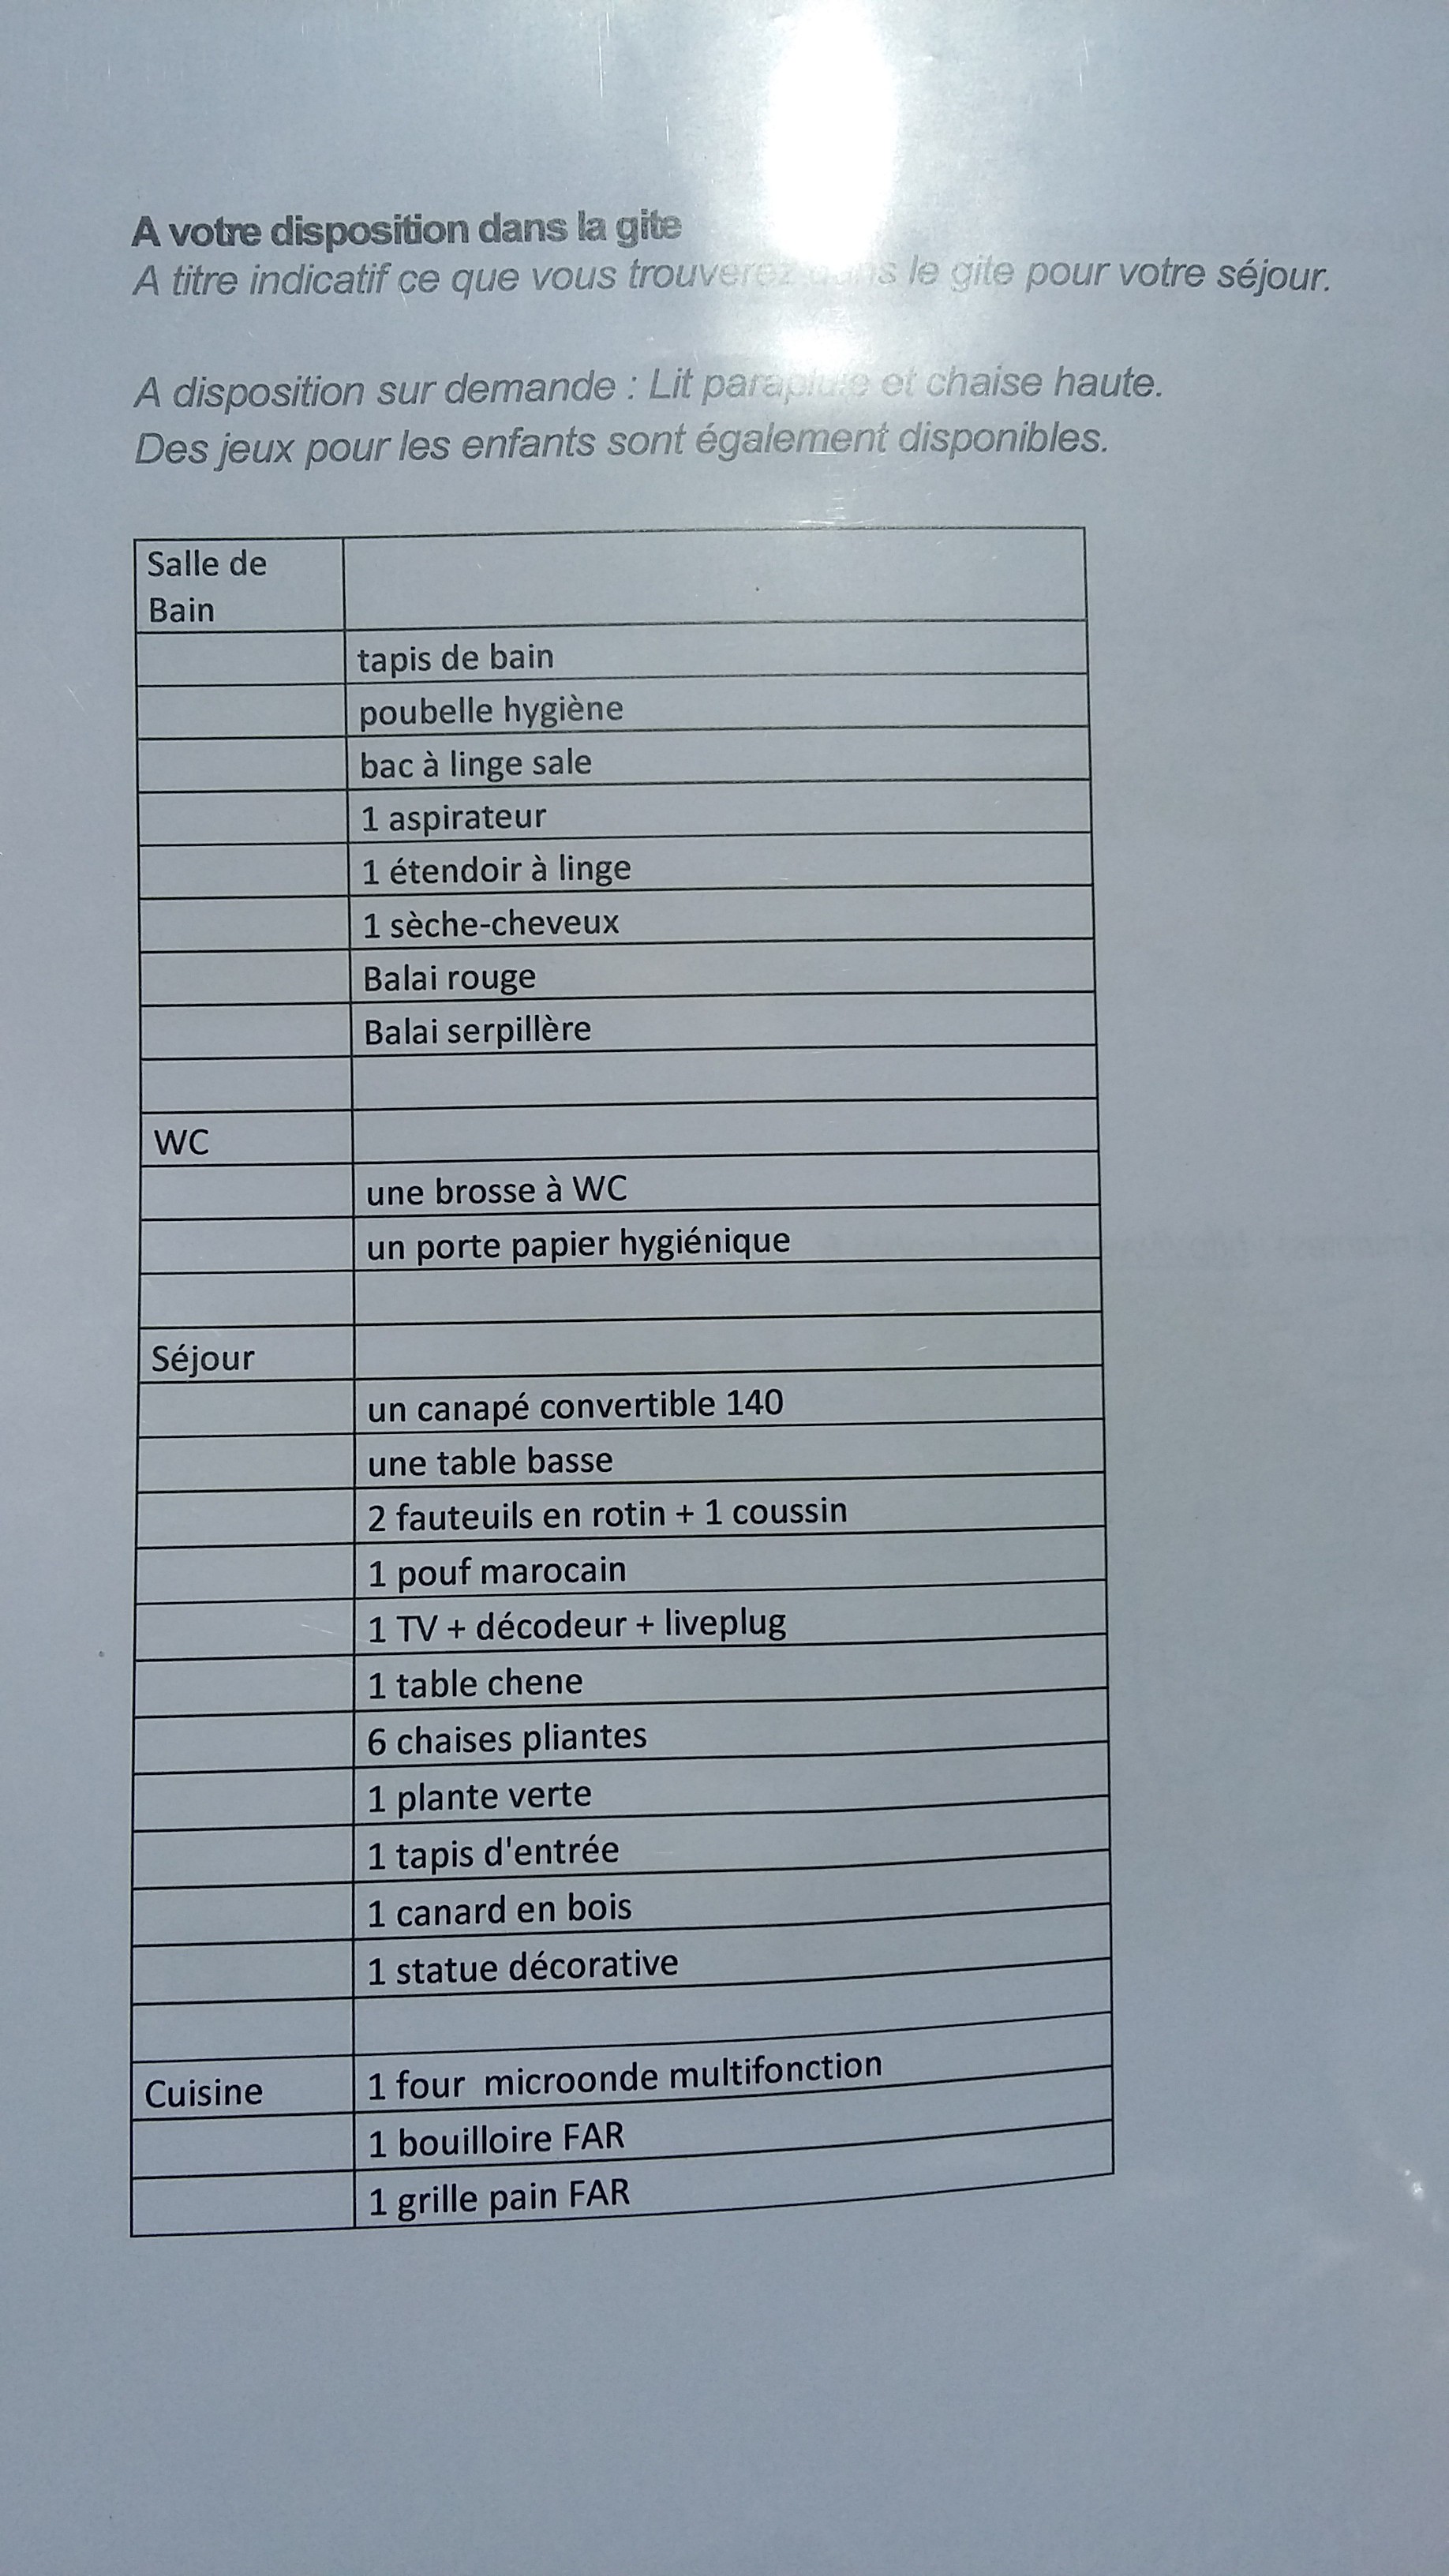 A votre disposition dans la gite
A titre indicatif ce que vous trouverez dans le gite pour votre séjour.
A disposition sur demande : Lit parapluie et chaise haute.
Des jeux pour les enfants sont également disponibles.
Salle de
Bain
tapis de bain
poubelle hygiène
bac à linge sale
1 aspirateur
1 étendoir à linge
1 sèche-cheveux
Balai rouge
Balai serpillère
WC
une brosse à WC
un porte papier hygiénique
Séjour
un canapé convertible 140
une table basse
2 fauteuils en rotin + 1 coussin
1 pouf marocain
1 TV + décodeur + liveplug
1 table chene
6 chaises pliantes
1 plante verte
1 tapis d'entrée
1 canard en bois
1 statue décorative
Cuisine 1 four  microonde multifonction
1 bouilloire FAR
1 grille pain FAR